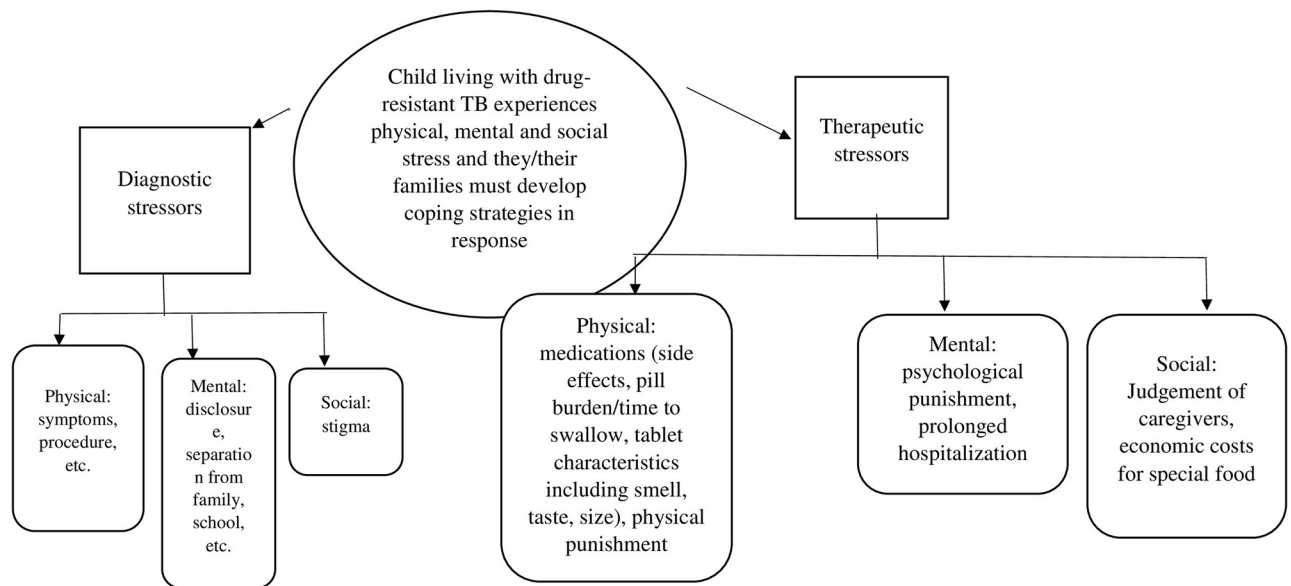 Child living with drug-
resistant TB experiences
physical, mental and social
stress and they/their
families must develop
coping strategies in
response
Diagnostic
stressors
Therapeutic
stressors
Physical:
symptoms,
procedure,
etc.
Mental:
disclosur
e,
separatio
n from
family,
school,
etc.
Social:
stigma
Physical:
medications (side
effects, pill
burden/time to
swallow, tablet
characteristics
including smell,
taste, size), physical
punishment
Mental:
psychological
punishment,
prolonged
hospitalization
Social:
Judgement of
caregivers,
economic costs
for special food